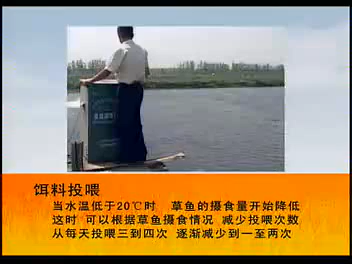 饵料投喂
当水温低于20℃时 草鱼的摄食量开始降低
这时 可以根据草鱼摄食情况 减少投喂次数
从每天投喂三到四次 逐渐减少到一至两次